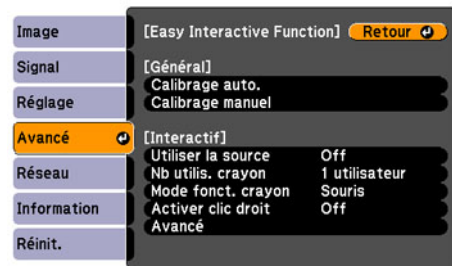 Image
Signal
Réglage
Avancé
Réseau
Information
Réinit.
[Easy Interactive Function] Retour
[Général]
Calibrage auto.
Calibrage manuel
[Interactif]
Utiliser la source Off
Nb utilis. crayon 1 utilisateur
Mode fonct. crayon Souris
Activer clic droit Off
Avancé